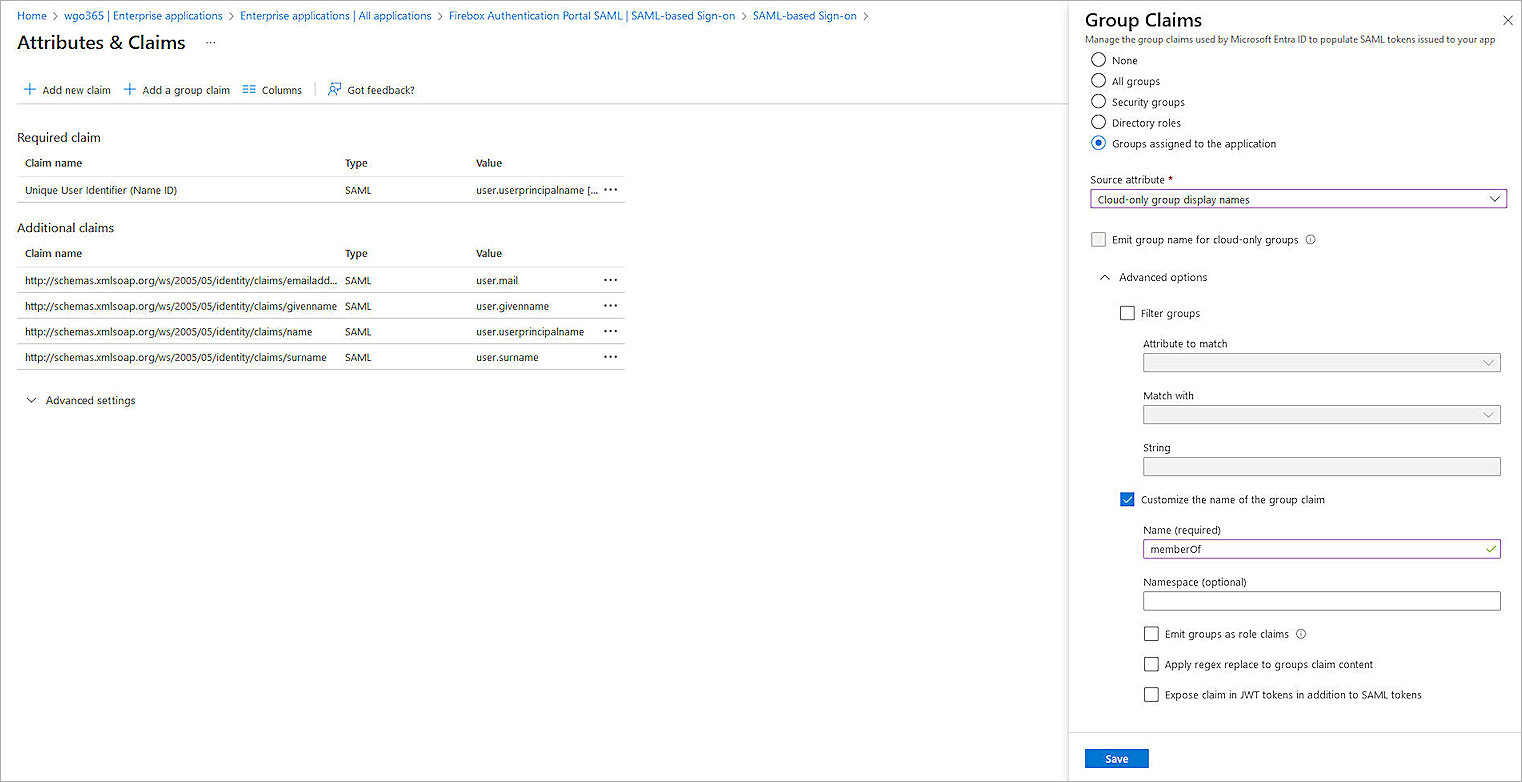 Home > wgo365 | Enterprise applications > Enterprise applications | All applications > Firebox Authentication Portal SAML | SAML-based Sign-on > SAML-based Sign-on >
Attributes & Claims ...
Add new claim Add a group claim Columns Got feedback?
Required claim
Claim name Type Value
Unique User Identifier (Name ID) SAML user.userprincipalname [... ...
Additional claims
Claim name Type Value
http://schemas.xmlsoap.org/ws/2005/05/identity/claims/emailadd... SAML user.mail ...
http://schemas.xmlsoap.org/ws/2005/05/identity/claims/givenname SAML user.givenname ...
http://schemas.xmlsoap.org/ws/2005/05/identity/claims/name SAML user.userprincipalname ...
http://schemas.xmlsoap.org/ws/2005/05/identity/claims/surname SAML user.surname ...
Advanced settings
Group Claims
Manage the group claims used by Microsoft Entra ID to populate SAML tokens issued to your app
None
All groups
Security groups
Directory roles
Groups assigned to the application
Source attribute *
Cloud-only group display names
Emit group name for cloud-only groups
Advanced options
Filter groups
Attribute to match
Match with
String
Customize the name of the group claim
Name (required)
memberOf
Namespace (optional)
Emit groups as role claims
Apply regex replace to groups claim content
Expose claim in JWT tokens in addition to SAML tokens
Save